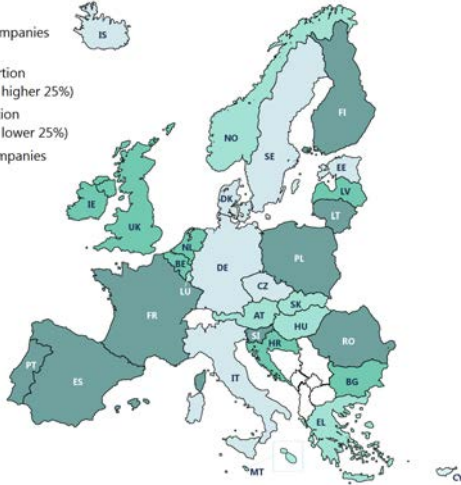 mpanies
rtion
higher 25%)
tion
lower 25%)
mpanies
IS
FI
NO
SE
EE
LV
LT
DK
IE
UK
NL
BE
DE
PL
LU
CZ
FR
SK
AT
HU
SI
HR
RO
PT
ES
IT
BG
EL
MT